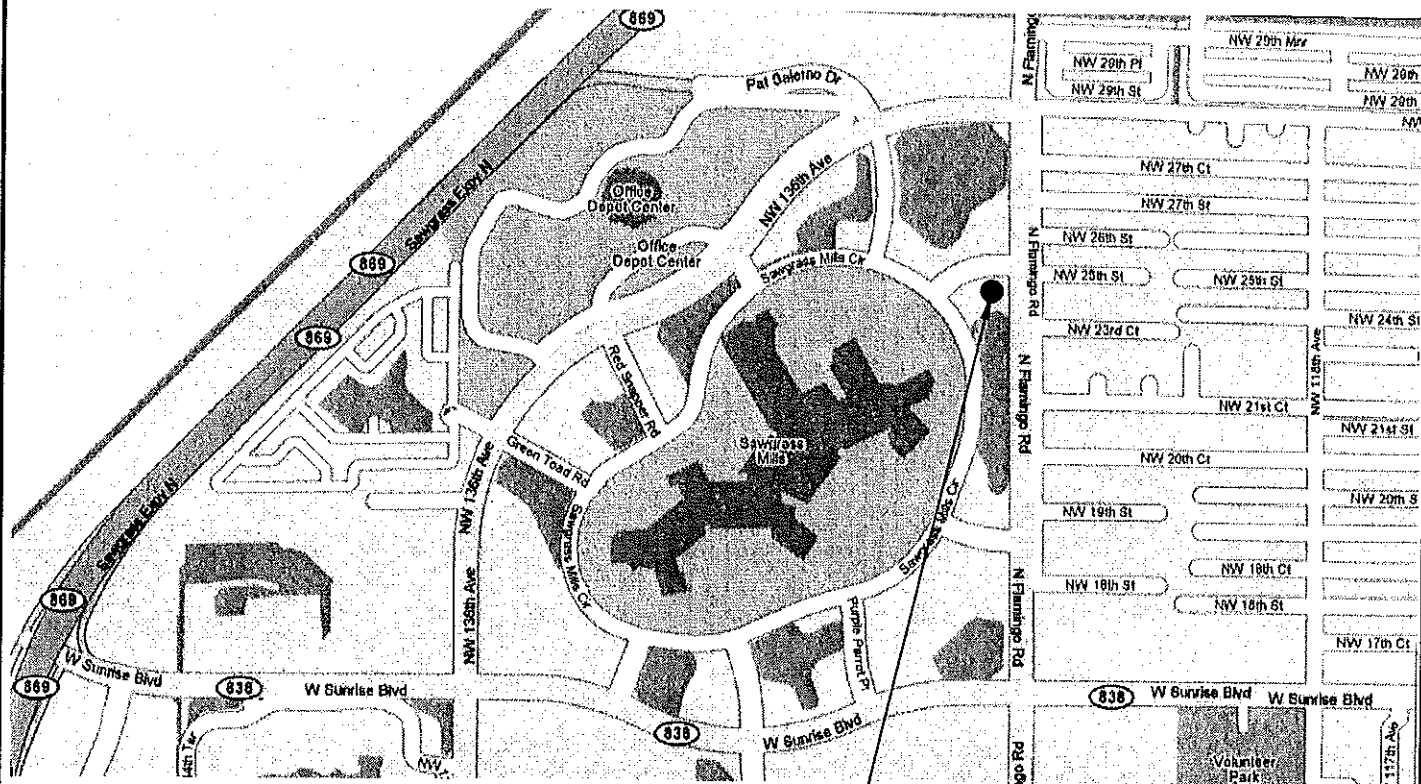 869
Pat Salerno Dr
N Flamingo
NW 29th Pl
NW 29th St
NW 29th
NW
Sawgrass Expy N
Office
Depot Center
Office
Depot Center
NW 136th Ave
NW 27th Ct
NW 27th St
NW 26th St
NW 25th St
NW 25th St
N Flamingo Rd
869
Sawgrass Mills Cir
869
NW 24th St
NW 23rd Ct
NW 118th Ave
Red Snapper Rd
N Flamingo Rd
NW 21st Ct
NW 21st St
Sawgrass
Mills
Green Toad Rd
NW 136th Ave
NW 20th Ct
NW 20th S
NW 19th St
Sawgrass Mills Cir
Sawgrass Mills Cir
Sawgrass Expy N
NW 18th Ct
NW 18th St
NW 18th St
869
NW 136th Ave
Purple Parrot Pl
N Flamingo Rd
NW 17th Ct
W Sunrise Blvd
869
838
W Sunrise Blvd
838
W Sunrise Blvd
838
W Sunrise Blvd
W Sunrise Blvd
NW
Volunteer
Park
117th Ave